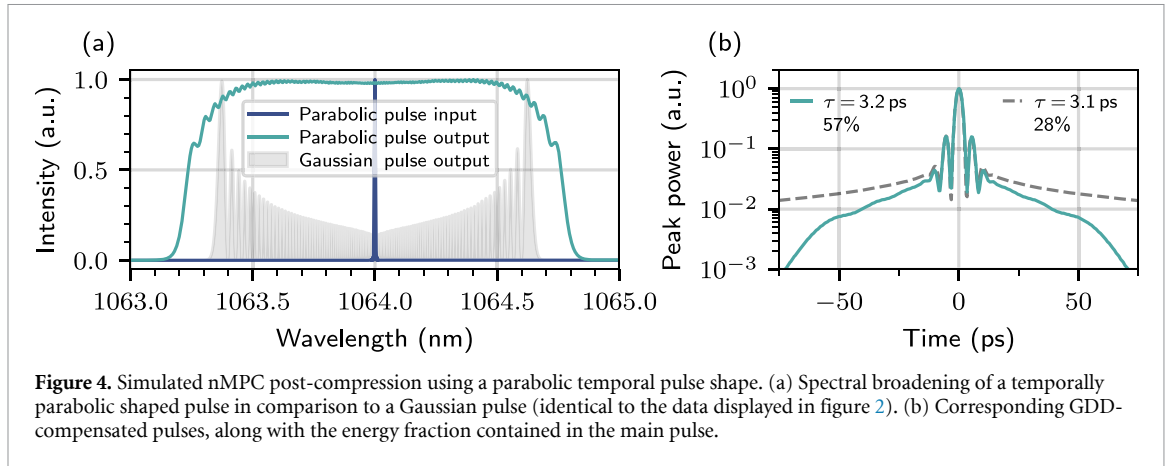 (a)
Intensity (a.u.)
1.0
0.5
0.0
Parabolic pulse input
Parabolic pulse output
Gaussian pulse output
1063.0 1063.5 1064.0 1064.5 1065.0
Wavelength (nm)
(b)
Peak power (a.u.)
10⁰
10⁻¹
10⁻²
10⁻³
τ = 3.2 ps
57%
τ = 3.1 ps
28%
−50 0 50
Time (ps)
Figure 4. Simulated nMPC post-compression using a parabolic temporal pulse shape. (a) Spectral broadening of a temporally
parabolic shaped pulse in comparison to a Gaussian pulse (identical to the data displayed in figure 2). (b) Corresponding GDD-
compensated pulses, along with the energy fraction contained in the main pulse.